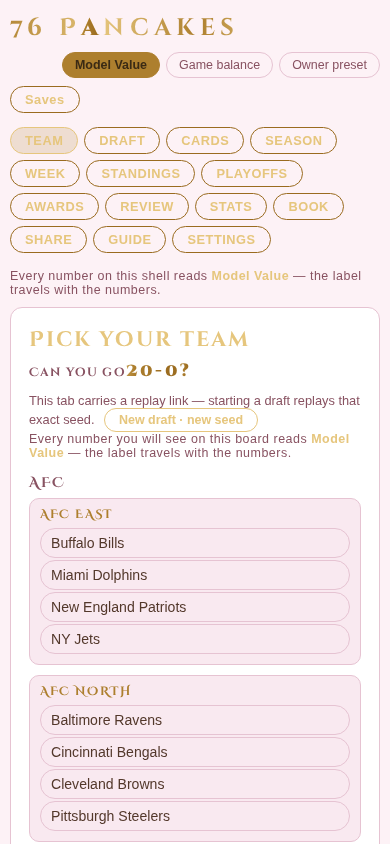 76 PANCAKES
Model Value Game balance Owner preset
Saves
TEAM DRAFT CARDS SEASON
WEEK STANDINGS PLAYOFFS
AWARDS REVIEW STATS BOOK
SHARE GUIDE SETTINGS
Every number on this shell reads Model Value — the label
travels with the numbers.
PICK YOUR TEAM
CAN YOU GO 20-0?
This tab carries a replay link — starting a draft replays that
exact seed. New draft · new seed
Every number you will see on this board reads Model
Value — the label travels with the numbers.
AFC
AFC EAST
Buffalo Bills
Miami Dolphins
New England Patriots
NY Jets
AFC NORTH
Baltimore Ravens
Cincinnati Bengals
Cleveland Browns
Pittsburgh Steelers